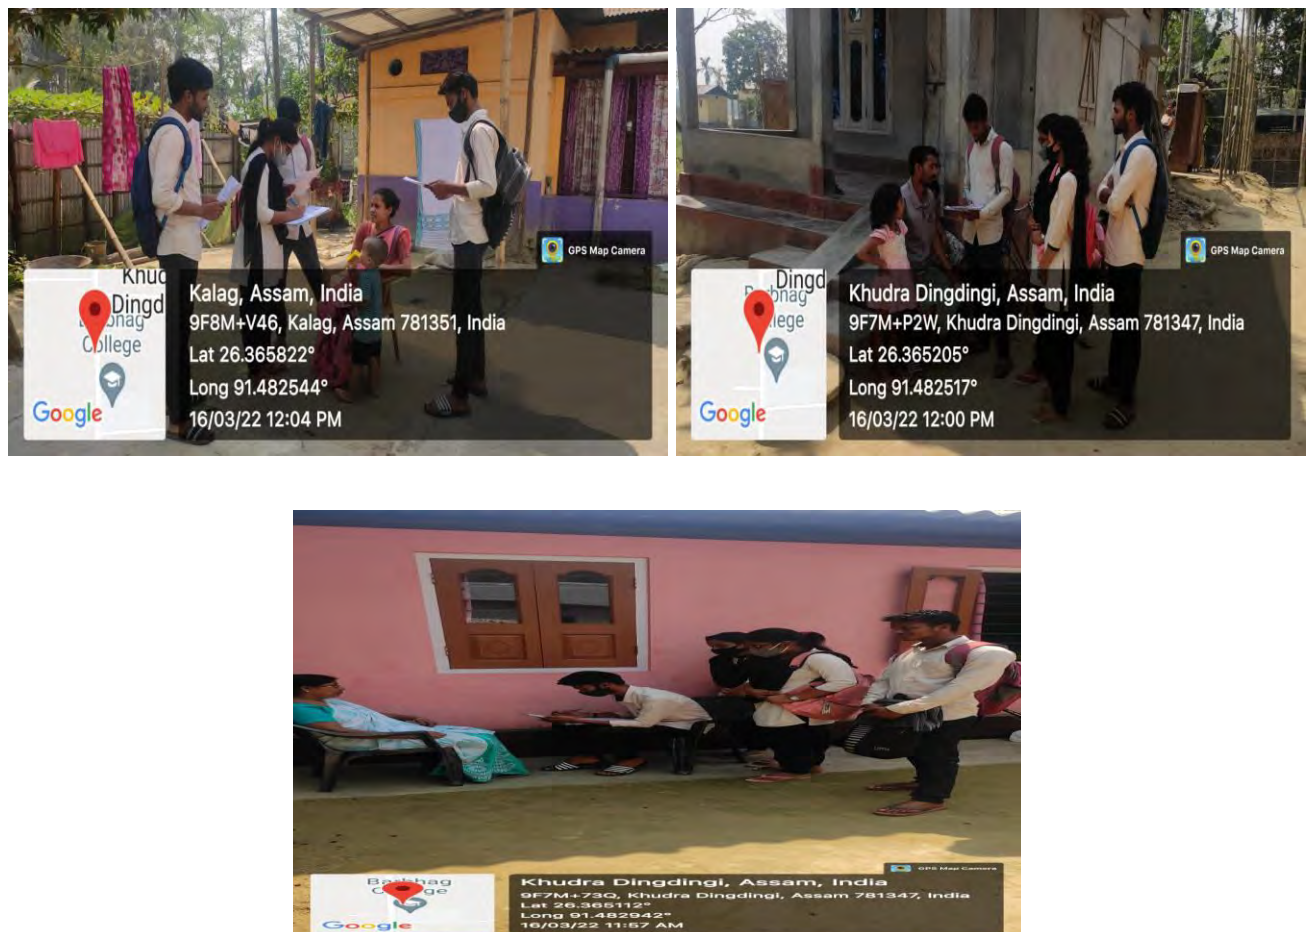 GPS Map Camera
Khud
Dingd
Barbnag
College
Google
Kalag, Assam, India
9F8M+V46, Kalag, Assam 781351, India
Lat 26.365822°
Long 91.482544°
16/03/22 12:04 PM
GPS Map Camera
Dingd
Google
Khudra Dingdingi, Assam, India
9F7M+P2W, Khudra Dingdingi, Assam 781347, India
Lat 26.365205°
Long 91.482517°
16/03/22 12:00 PM
GPS Map Camera
Google
Khudra Dingdingi, Assam, India
9F7M+73Q, Khudra Dingdingi, Assam 781347, India
Lat 26.365112°
Long 91.482942°
16/03/22 11:57 AM